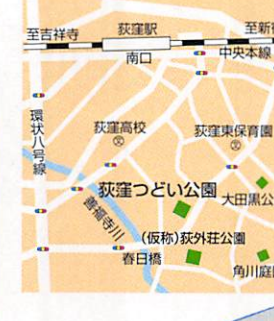 荻窪駅
至吉祥寺
至新
南口
中央本線
環状八号線
荻窪高校
文
荻窪東保育園
文
荻窪つどい公園
大田黒公
善福寺川
(仮称)荻外荘公園
春日橋
角川庭